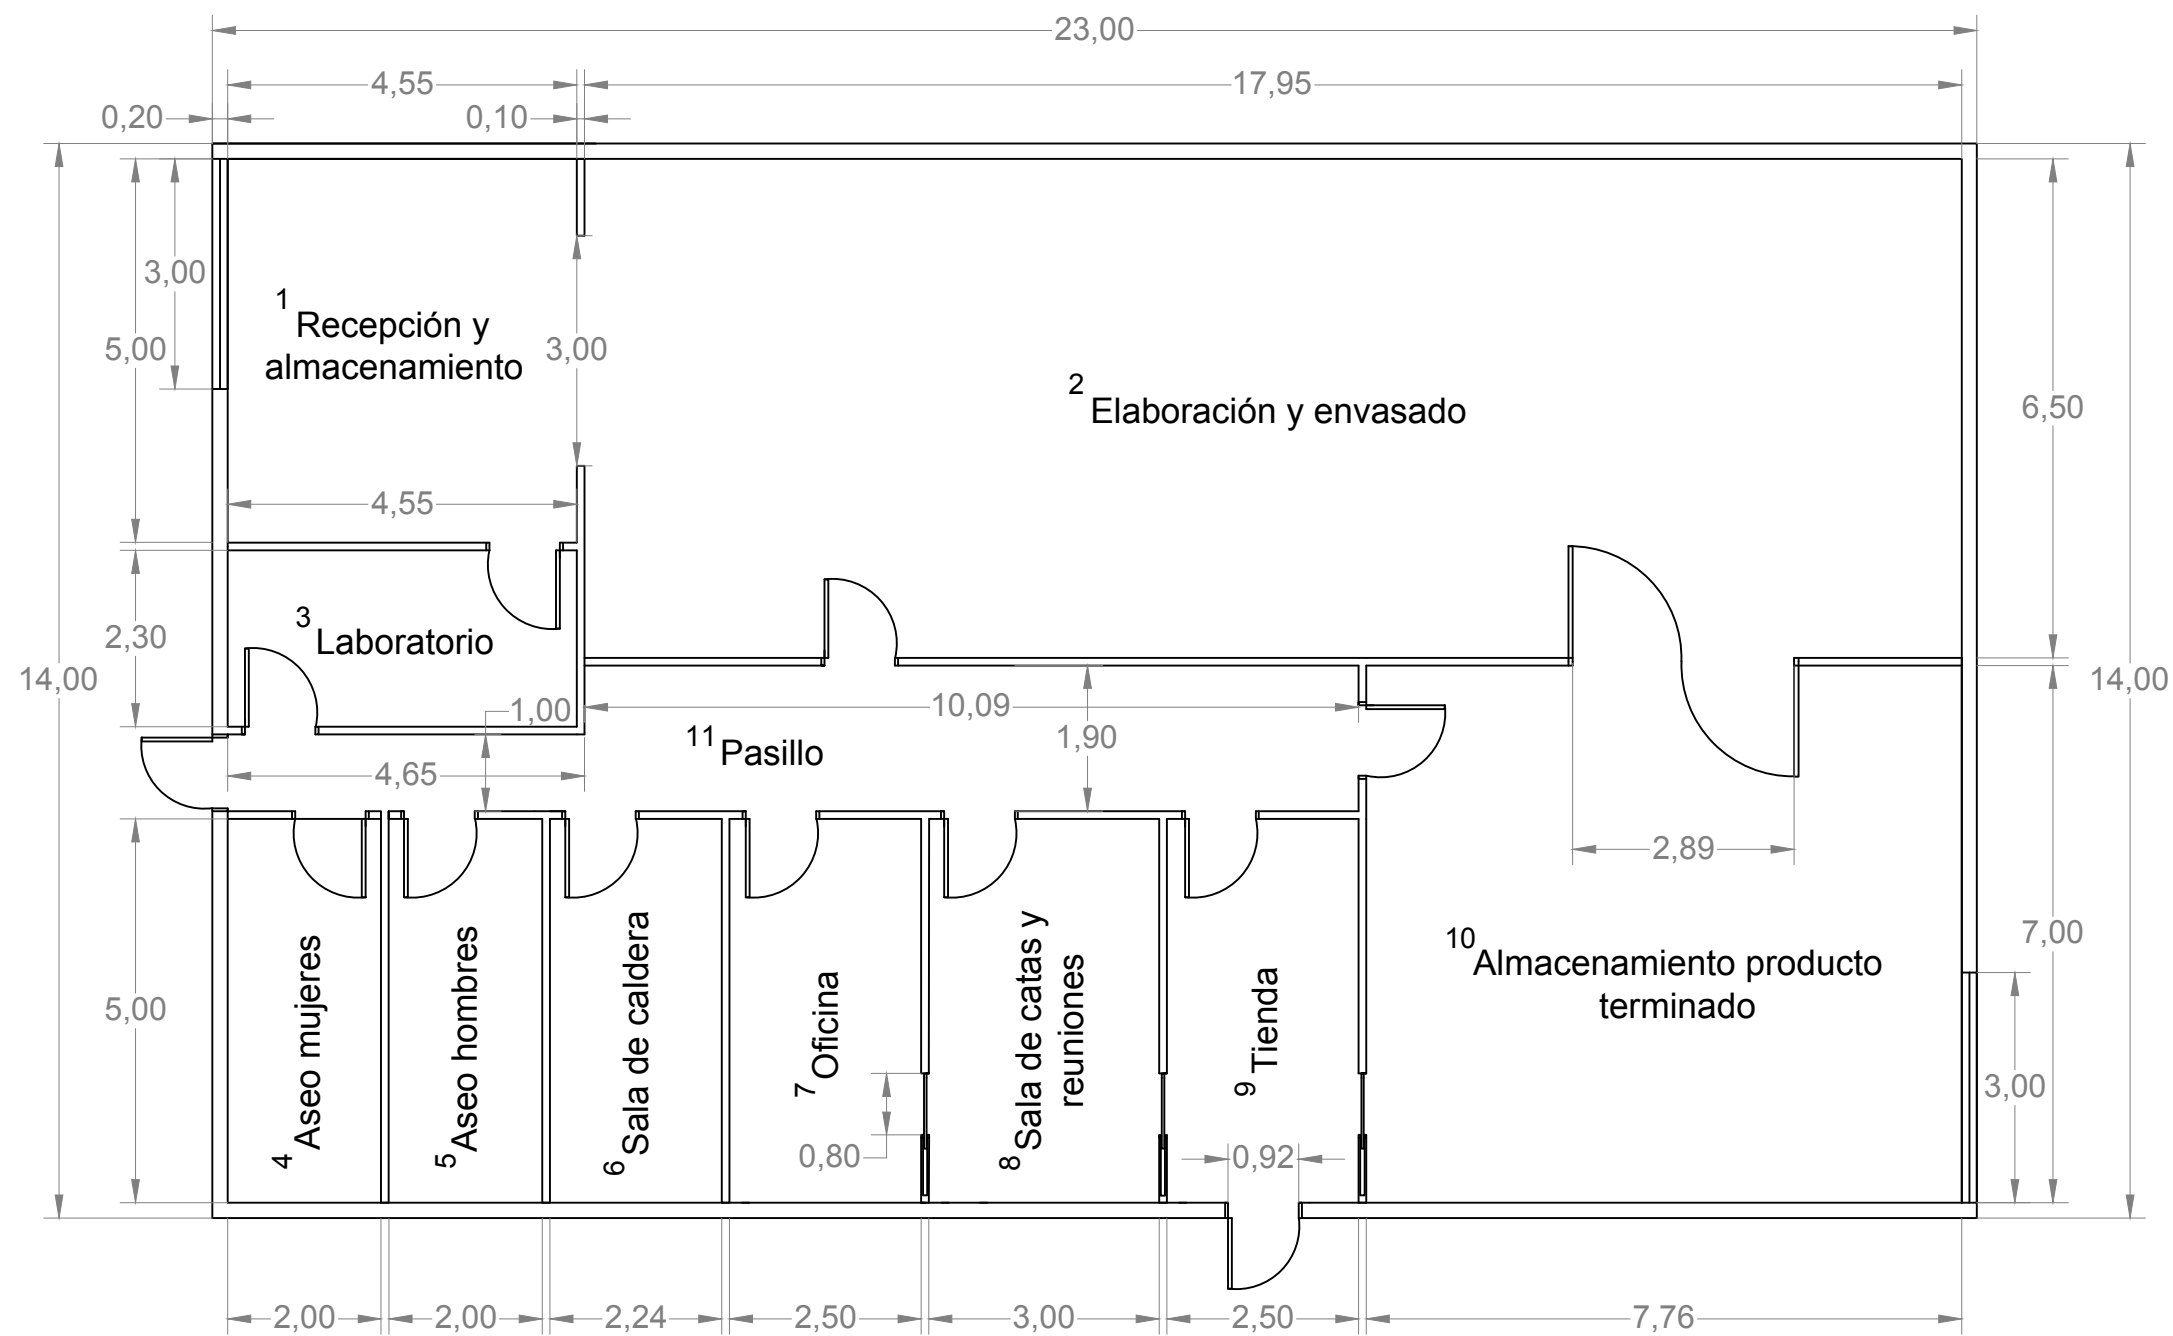 23,00
4,55
17,95
0,20
0,10
3,00
5,00
1
Recepción y
almacenamiento
3,00
2
Elaboración y envasado
6,50
4,55
2,30
3
Laboratorio
14,00
14,00
1,00
10,09
1,90
11
Pasillo
4,65
2,89
7,00
5,00
4 Aseo mujeres
5 Aseo hombres
6 Sala de caldera
7 Oficina
8 Sala de catas y
reuniones
9 Tienda
10
Almacenamiento producto
terminado
3,00
0,80
0,92
2,00
2,00
2,24
2,50
3,00
2,50
7,76